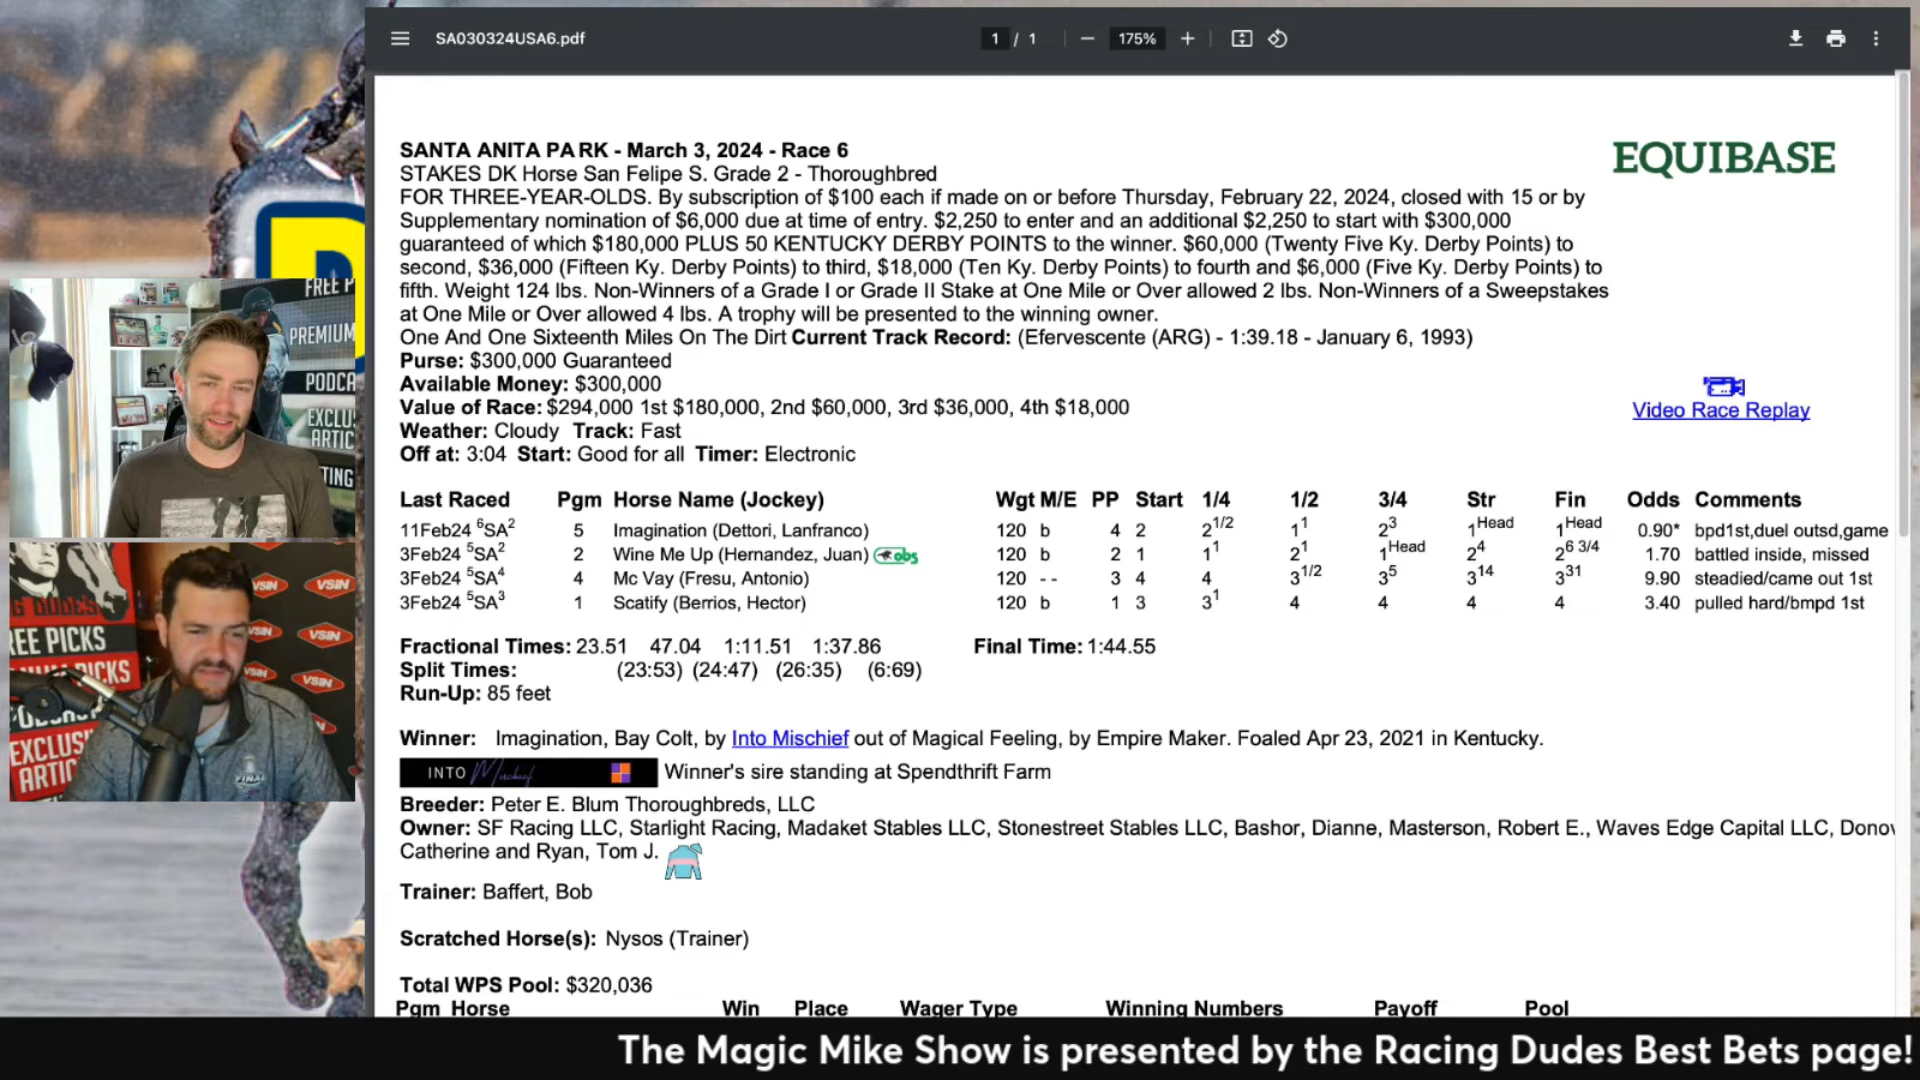 SA030324USA6.pdf
1 / 1
175%
EQUIBASE
SANTA ANITA PARK - March 3, 2024 - Race 6
STAKES DK Horse San Felipe S. Grade 2 - Thoroughbred
FOR THREE-YEAR-OLDS. By subscription of $100 each if made on or before Thursday, February 22, 2024, closed with 15 or by
Supplementary nomination of $6,000 due at time of entry. $2,250 to enter and an additional $2,250 to start with $300,000
guaranteed of which $180,000 PLUS 50 KENTUCKY DERBY POINTS to the winner. $60,000 (Twenty Five Ky. Derby Points) to
second, $36,000 (Fifteen Ky. Derby Points) to third, $18,000 (Ten Ky. Derby Points) to fourth and $6,000 (Five Ky. Derby Points) to
fifth. Weight 124 lbs. Non-Winners of a Grade I or Grade II Stake at One Mile or Over allowed 2 lbs. Non-Winners of a Sweepstakes
at One Mile or Over allowed 4 lbs. A trophy will be presented to the winning owner.
One And One Sixteenth Miles On The Dirt Current Track Record: (Efervescente (ARG) - 1:39.18 - January 6, 1993)
Purse: $300,000 Guaranteed
Available Money: $300,000
Value of Race: $294,000 1st $180,000, 2nd $60,000, 3rd $36,000, 4th $18,000
Weather: Cloudy Track: Fast
Off at: 3:04 Start: Good for all Timer: Electronic
Video Race Replay
Last Raced Pgm Horse Name (Jockey) Wgt M/E PP Start 1/4 1/2 3/4 Str Fin Odds Comments
11Feb24 6SA2 5 Imagination (Dettori, Lanfranco) 120 b 4 2 2 1/2 1 1 2 3 1 Head 1 Head 0.90* bpd1st,duel outsd,game
3Feb24 5SA2 2 Wine Me Up (Hernandez, Juan) obs 120 b 2 1 1 1 2 1 1 Head 2 4 2 6 3/4 1.70 battled inside, missed
3Feb24 5SA4 4 Mc Vay (Fresu, Antonio) 120 - - 3 4 4 3 1/2 3 5 3 14 3 31 9.90 steadied/came out 1st
3Feb24 5SA3 1 Scatify (Berrios, Hector) 120 b 1 3 3 1 4 4 4 4 3.40 pulled hard/bmpd 1st
Fractional Times: 23.51 47.04 1:11.51 1:37.86 Final Time: 1:44.55
Split Times: (23:53) (24:47) (26:35) (6:69)
Run-Up: 85 feet
Winner: Imagination, Bay Colt, by Into Mischief out of Magical Feeling, by Empire Maker. Foaled Apr 23, 2021 in Kentucky.
INTO Mischief Winner's sire standing at Spendthrift Farm
Breeder: Peter E. Blum Thoroughbreds, LLC
Owner: SF Racing LLC, Starlight Racing, Madaket Stables LLC, Stonestreet Stables LLC, Bashor, Dianne, Masterson, Robert E., Waves Edge Capital LLC, Donov
Catherine and Ryan, Tom J.
Trainer: Baffert, Bob
Scratched Horse(s): Nysos (Trainer)
Total WPS Pool: $320,036
Pgm Horse Win Place Wager Type Winning Numbers Payoff Pool
FREE P
PREMIUM
PODCA
EXCLU
ARTIC
TING
G DUDES
REE PICKS
MIUM PICKS
EXCLUS
ARTIC
VSiN
VSiN
VSiN
VSiN
VSiN
VSiN
FINAL
The Magic Mike Show is presented by the Racing Dudes Best Bets page!